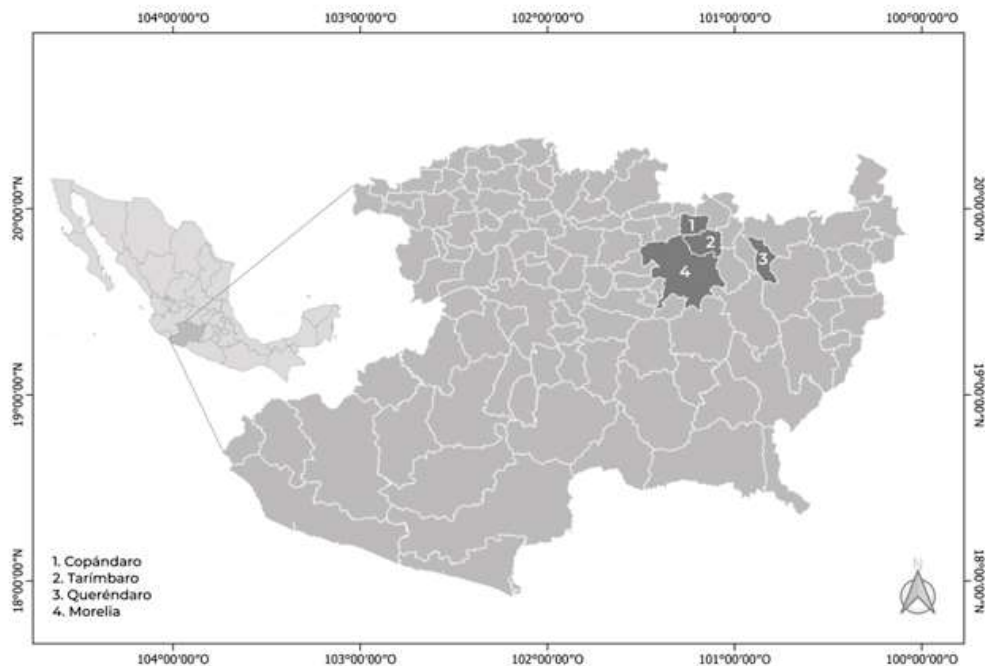 104°00'00"O 103°00'00"O 102°00'00"O 101°00'00"O 100°00'00"O
20°00'00"N
20°00'00"N
1
2
3
4
19°00'00"N
19°00'00"N
18°00'00"N
18°00'00"N
1. Copándaro
2. Tarímbaro
3. Queréndaro
4. Morelia
N
104°00'00"O 103°00'00"O 102°00'00"O 101°00'00"O 100°00'00"O